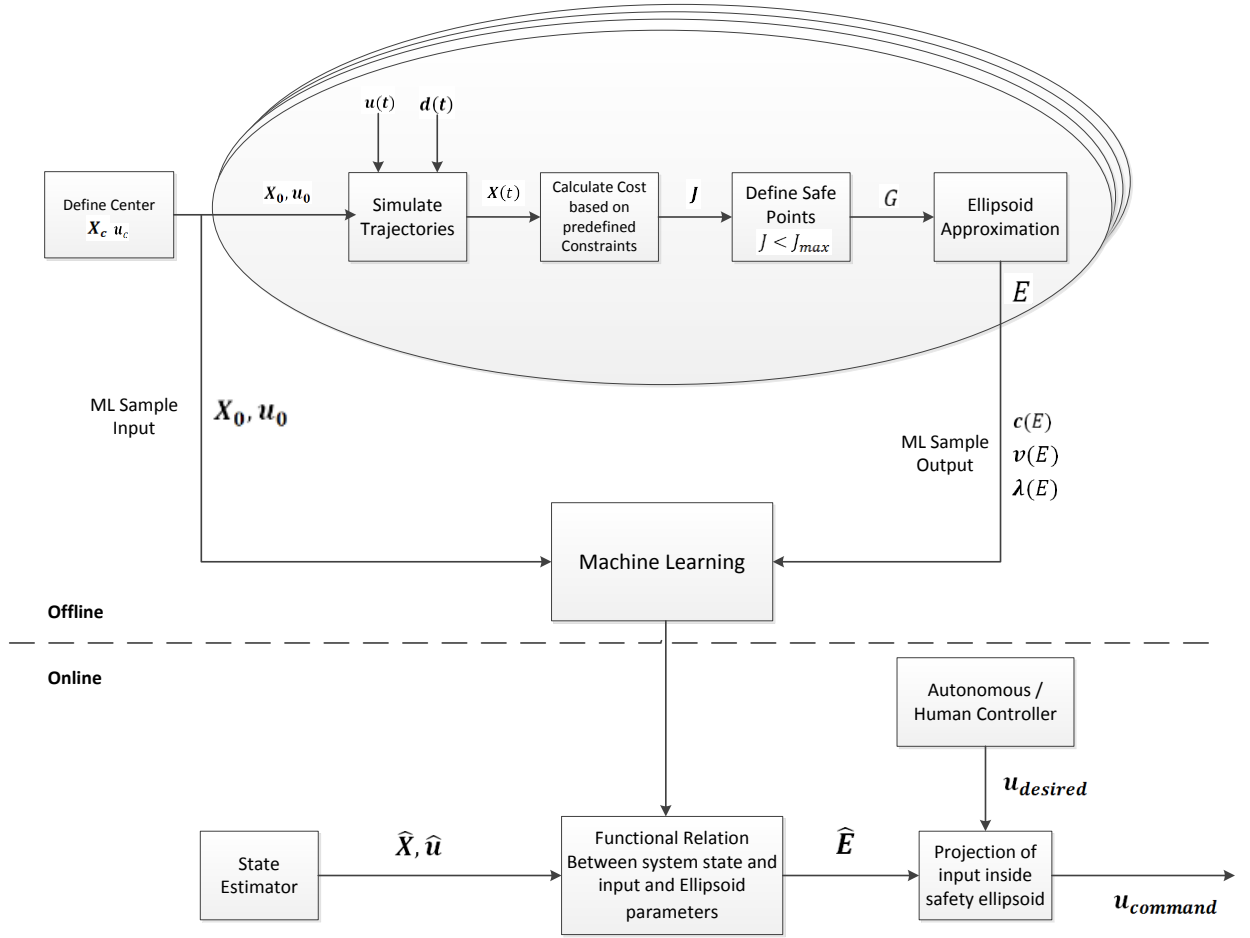 u(t)
d(t)
Define Center
X_c u_c
X_0, u_0
Simulate
Trajectories
X(t)
Calculate Cost
based on
predefined
Constraints
J
Define Safe
Points
J < J_max
G
Ellipsoid
Approximation
E
ML Sample
Input
X_0, u_0
ML Sample
Output
c(E)
v(E)
λ(E)
Machine Learning
Offline
Online
Autonomous /
Human Controller
u_desired
State
Estimator
X̂, û
Functional Relation
Between system state and
input and Ellipsoid
parameters
Ê
Projection of
input inside
safety ellipsoid
u_command